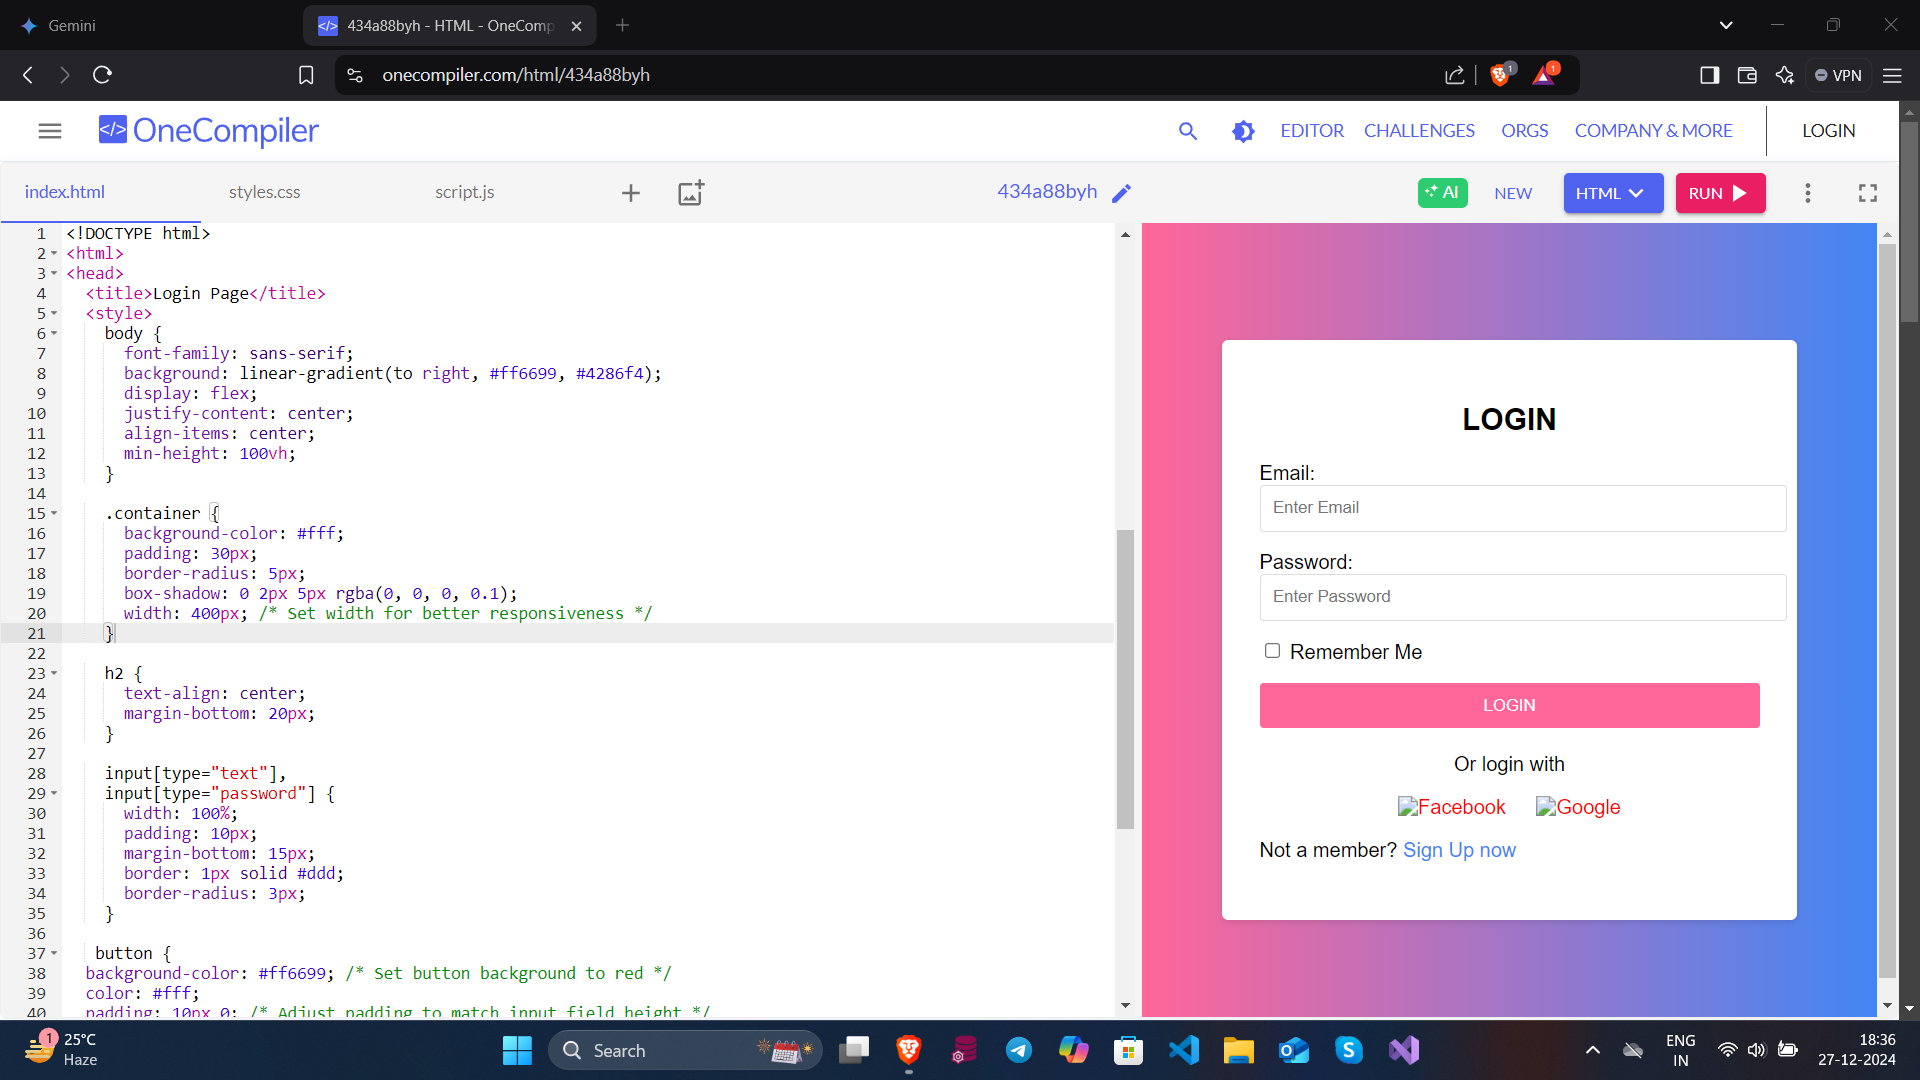 Gemini
434a88byh - HTML - OneComp
onecompiler.com/html/434a88byh
1
1
VPN
OneCompiler
EDITOR
CHALLENGES
ORGS
COMPANY & MORE
LOGIN
index.html
styles.css
script.js
434a88byh
AI
NEW
HTML
RUN
1 <!DOCTYPE html>
2 <html>
3 <head>
4 <title>Login Page</title>
5 <style>
6 body {
7 font-family: sans-serif;
8 background: linear-gradient(to right, #ff6699, #4286f4);
9 display: flex;
10 justify-content: center;
11 align-items: center;
12 min-height: 100vh;
13 }
14
15 .container {
16 background-color: #fff;
17 padding: 30px;
18 border-radius: 5px;
19 box-shadow: 0 2px 5px rgba(0, 0, 0, 0.1);
20 width: 400px; /* Set width for better responsiveness */
21 }
22
23 h2 {
24 text-align: center;
25 margin-bottom: 20px;
26 }
27
28 input[type="text"],
29 input[type="password"] {
30 width: 100%;
31 padding: 10px;
32 margin-bottom: 15px;
33 border: 1px solid #ddd;
34 border-radius: 3px;
35 }
36
37 button {
38 background-color: #ff6699; /* Set button background to red */
39 color: #fff;
40 padding: 10px 0; /* Adjust padding to match input field height */
LOGIN
Email:
Enter Email
Password:
Enter Password
Remember Me
LOGIN
Or login with
Facebook
Google
Not a member? Sign Up now
1
25°C
Haze
Search
ENG
IN
18:36
27-12-2024